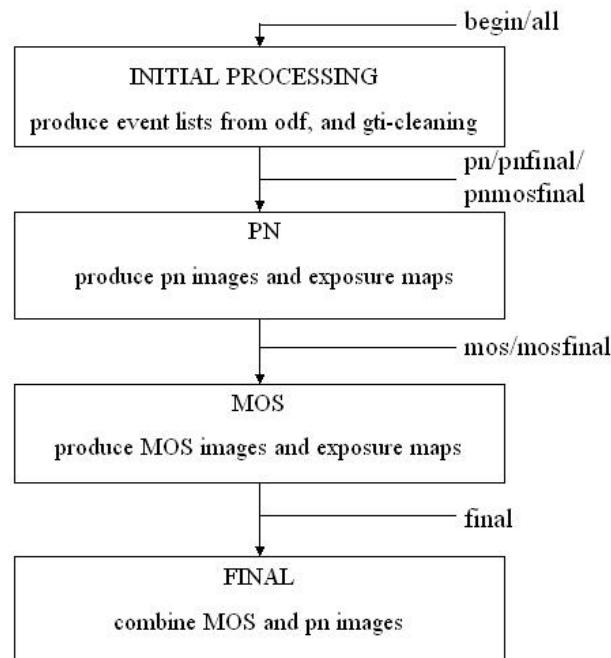 begin/all
INITIAL PROCESSING
produce event lists from odf, and gti-cleaning
pn/pnfinal/
pnmosfinal
PN
produce pn images and exposure maps
mos/mosfinal
MOS
produce MOS images and exposure maps
final
FINAL
combine MOS and pn images